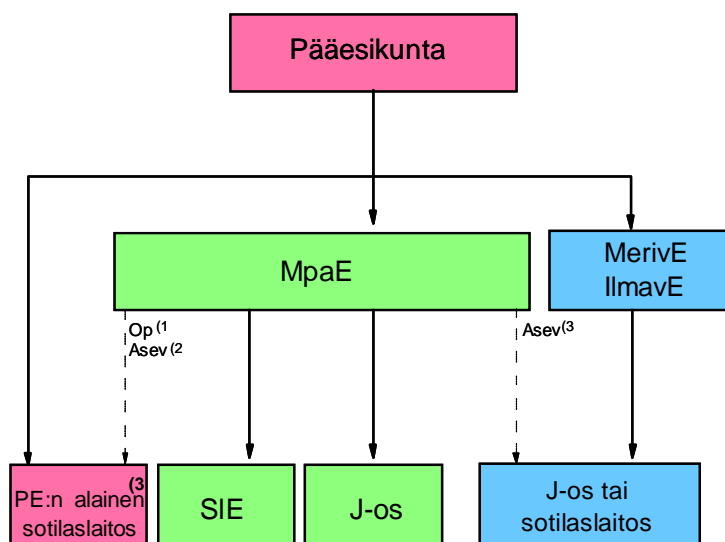 Pääesikunta
MpaE
MerivE
IlmavE
Op (1
Asev (2
Asev(3
(3
PE:n alainen
sotilaslaitos
SIE
J-os
J-os tai
sotilaslaitos